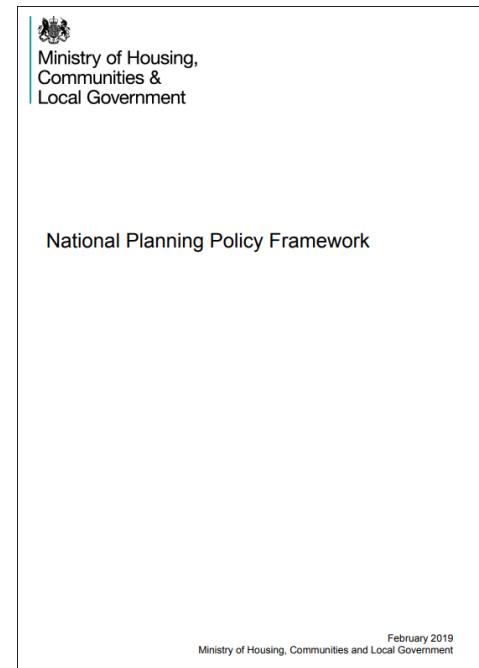 Ministry of Housing,
Communities &
Local Government
National Planning Policy Framework
February 2019
Ministry of Housing, Communities and Local Government